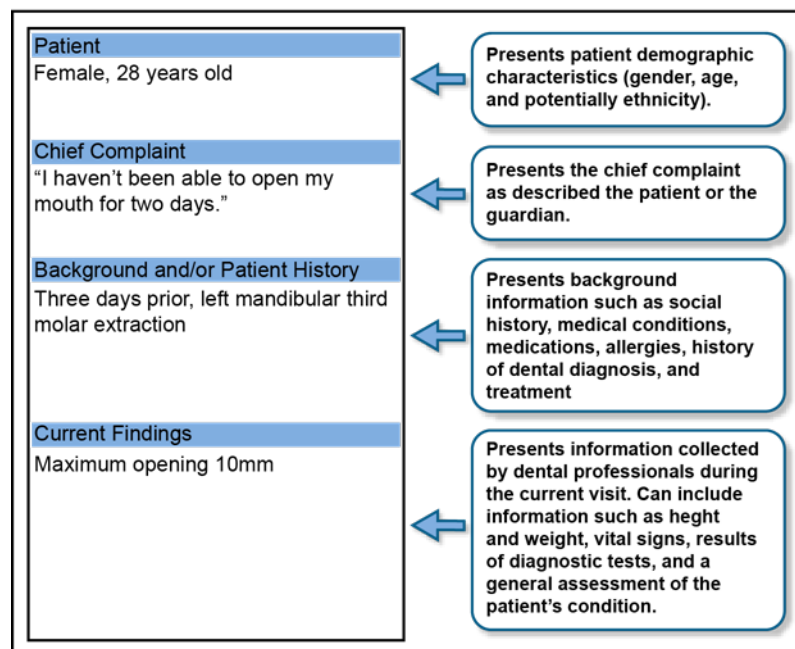 Patient
Female, 28 years old
Presents patient demographic
characteristics (gender, age,
and potentially ethnicity).
Chief Complaint
“I haven’t been able to open my
mouth for two days.”
Presents the chief complaint
as described the patient or the
guardian.
Background and/or Patient History
Three days prior, left mandibular third
molar extraction
Presents background
information such as social
history, medical conditions,
medications, allergies, history
of dental diagnosis, and
treatment
Current Findings
Maximum opening 10mm
Presents information collected
by dental professionals during
the current visit. Can include
information such as heght
and weight, vital signs, results
of diagnostic tests, and a
general assessment of the
patient’s condition.